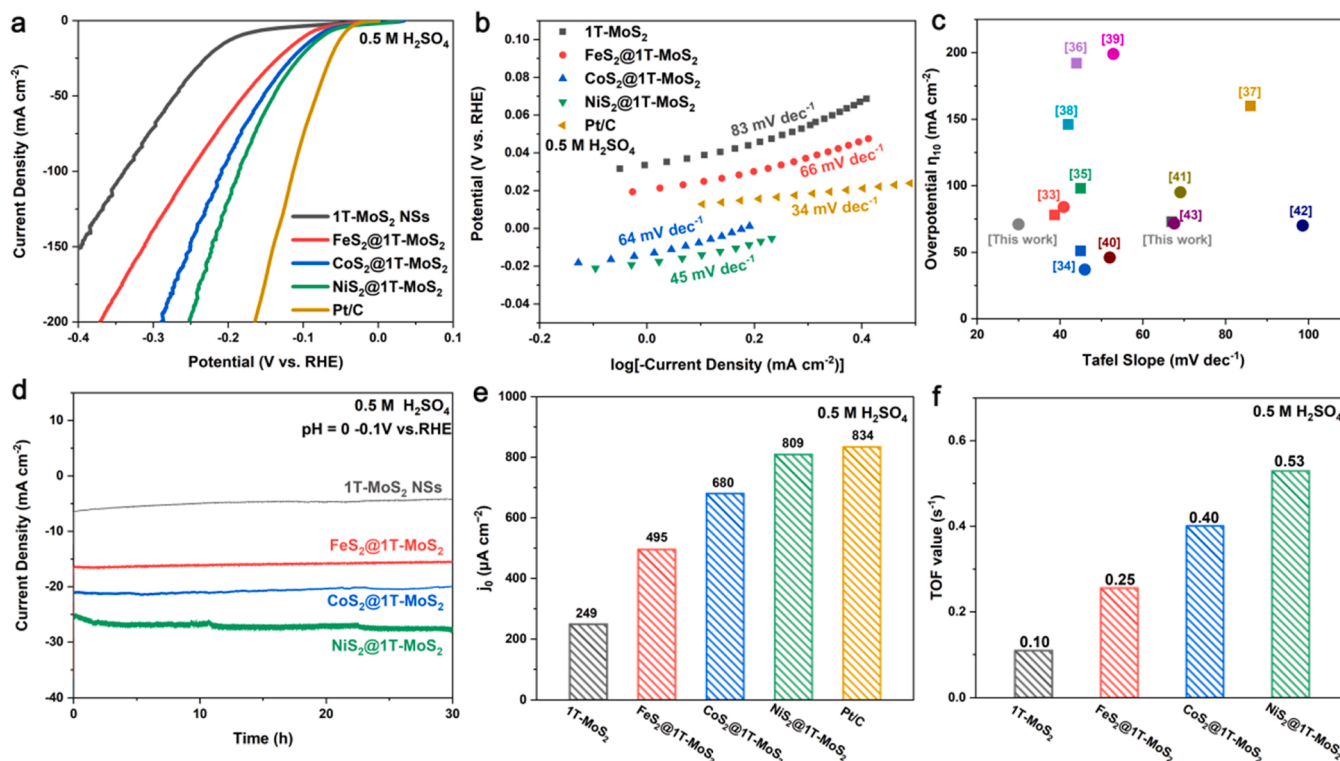 a
0
-50
-100
-150
-200
-0.4
-0.3
-0.2
-0.1
0.0
0.1
Current Density (mA cm⁻²)
Potential (V vs. RHE)
0.5 M H₂SO₄
1T-MoS₂ NSs
FeS₂@1T-MoS₂
CoS₂@1T-MoS₂
NiS₂@1T-MoS₂
Pt/C
b
0.10
0.08
0.06
0.04
0.02
0.00
-0.02
-0.04
0.0
0.2
0.4
Potential (V vs. RHE)
log[-Current Density (mA cm⁻²)]
1T-MoS₂
FeS₂@1T-MoS₂
CoS₂@1T-MoS₂
NiS₂@1T-MoS₂
Pt/C
0.5 M H₂SO₄
83 mV dec⁻¹
66 mV dec⁻¹
34 mV dec⁻¹
64 mV dec⁻¹
45 mV dec⁻¹
c
200
150
100
50
0
20
40
60
80
100
Overpotential η₁₀ (mA cm⁻²)
Tafel Slope (mV dec⁻¹)
[36]
[39]
[37]
[38]
[35]
[41]
[33]
[43]
[42]
[This work]
[This work]
[34]
[40]
d
10
0
-10
-20
-30
-40
0
10
20
30
Current Density (mA cm⁻²)
Time (h)
0.5 M H₂SO₄
pH = 0 -0.1V vs.RHE
1T-MoS₂ NSs
FeS₂@1T-MoS₂
CoS₂@1T-MoS₂
NiS₂@1T-MoS₂
e
1000
800
600
400
200
0
j₀ (µA cm⁻²)
0.5 M H₂SO₄
249
495
680
809
834
1T-MoS₂
FeS₂@1T-MoS₂
CoS₂@1T-MoS₂
NiS₂@1T-MoS₂
Pt/C
f
0.6
0.4
0.2
0.0
TOF value (s⁻¹)
0.5 M H₂SO₄
0.10
0.25
0.40
0.53
1T-MoS₂
FeS₂@1T-MoS₂
CoS₂@1T-MoS₂
NiS₂@1T-MoS₂